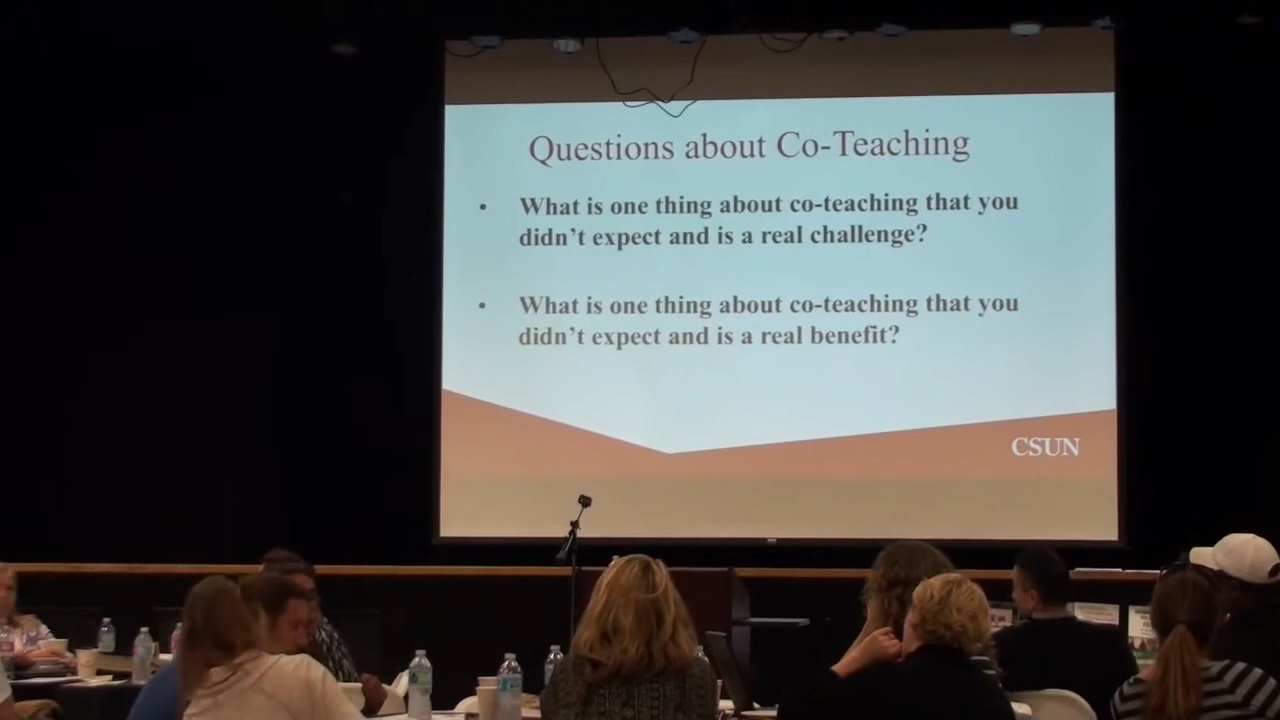 Questions about Co-Teaching
• What is one thing about co-teaching that you
didn't expect and is a real challenge?
• What is one thing about co-teaching that you
didn't expect and is a real benefit?
CSUN